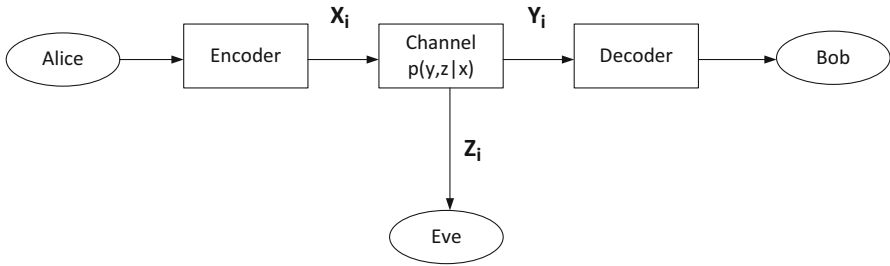 X_i
Y_i
Alice
Encoder
Channel
p(y,z|x)
Decoder
Bob
Z_i
Eve